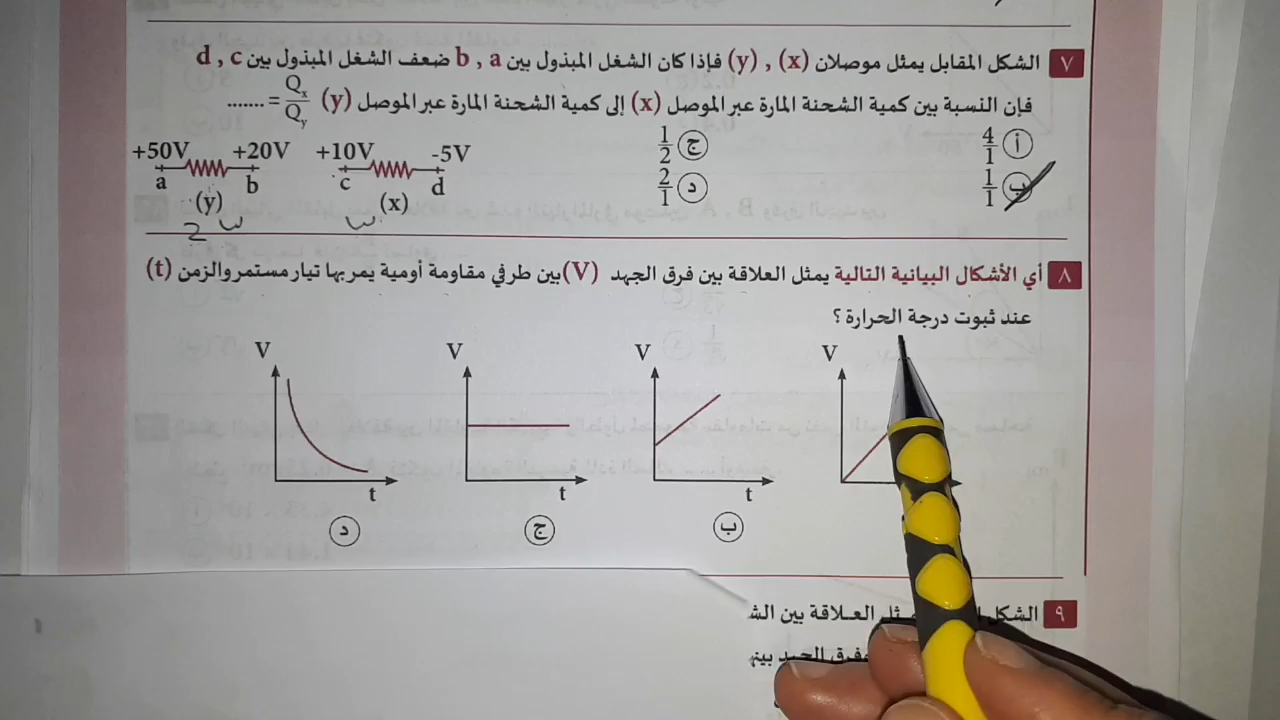 ٧ الشكل المقابل يمثل موصلان (x) , (y) فإذا كان الشغل المبذول بين b , a ضعف الشغل المبذول بين d , c
فإن النسبة بين كمية الشحنة المارة عبر الموصل (x) إلى كمية الشحنة المارة عبر الموصل (y) Qx/Qy = .......
أ 4/1
ج 1/2
ب 1/1
د 2/1
+50V +20V +10V -5V
a b c d
(y) (x)
2 w w
٨ أي الأشكال البيانية التالية يمثل العلاقة بين فرق الجهد (V) بين طرفي مقاومة أومية يمر بها تيار مستمر والزمن (t)
عند ثبوت درجة الحرارة ؟
V V V V
t t t
ب ج د
٩ الشكل العلاقة بين